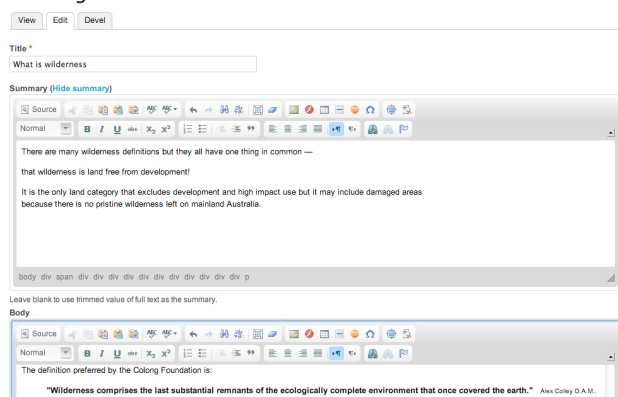 View Edit Devel
Title *
What is wilderness
Summary (Hide summary)
Source
Normal B I U abc X₂ X²
There are many wilderness definitions but they all have one thing in common —
that wilderness is land free from development!
It is the only land category that excludes development and high impact use but it may include damaged areas
because there is no pristine wilderness left on mainland Australia.
body div span div div div div div div div div div div div p
Leave blank to use trimmed value of full text as the summary.
Body
Source
Normal B I U abc X₂ X²
The definition preferred by the Colong Foundation is:
"Wilderness comprises the last substantial remnants of the ecologically complete environment that once covered the earth." Alex Colley O.A.M.,